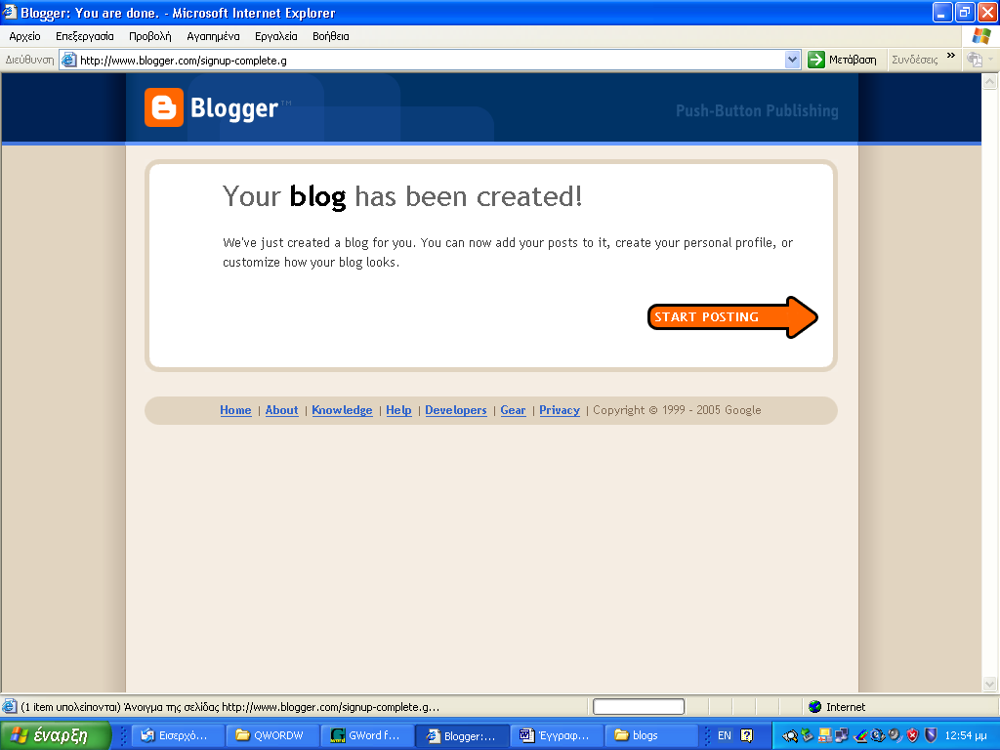 Blogger: You are done. - Microsoft Internet Explorer
Αρχείο Επεξεργασία Προβολή Αγαπημένα Εργαλεία Βοήθεια
Διεύθυνση http://www.blogger.com/signup-complete.g Μετάβαση Συνδέσεις »
Blogger™ Push-Button Publishing
Your blog has been created!
We've just created a blog for you. You can now add your posts to it, create your personal profile, or
customize how your blog looks.
START POSTING
Home | About | Knowledge | Help | Developers | Gear | Privacy | Copyright © 1999 - 2005 Google
(1 item υπολείπονται) Άνοιγμα της σελίδας http://www.blogger.com/signup-complete.g... Internet
έναρξη Εισερχό... QWORDW GWord f... Blogger:... Έγγραφ... blogs EN 12:54 μμ